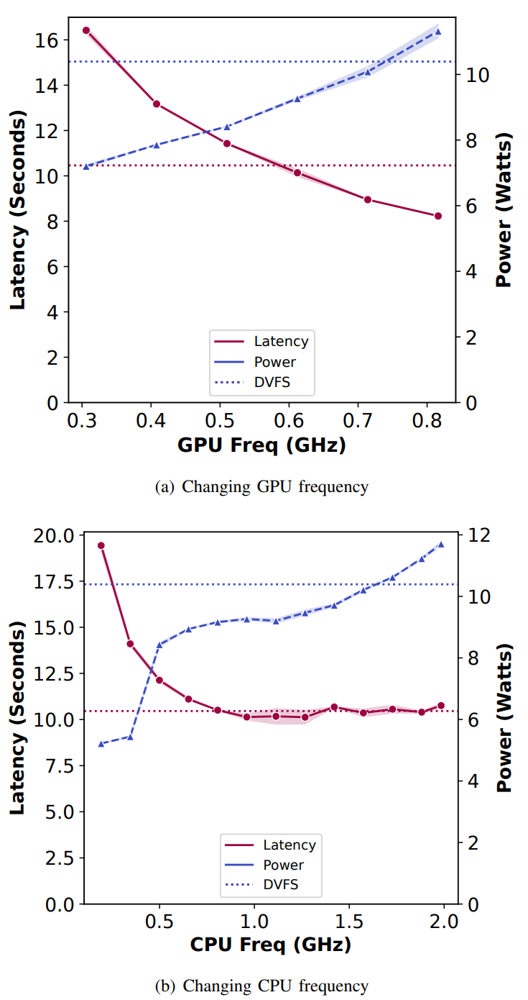 16
14
12
10
8
6
4
2
0
Latency (Seconds)
10
8
6
4
2
0
Power (Watts)
Latency
Power
DVFS
0.3 0.4 0.5 0.6 0.7 0.8
GPU Freq (GHz)
(a) Changing GPU frequency
20.0
17.5
15.0
12.5
10.0
7.5
5.0
2.5
0.0
Latency (Seconds)
12
10
8
6
4
2
0
Power (Watts)
Latency
Power
DVFS
0.5 1.0 1.5 2.0
CPU Freq (GHz)
(b) Changing CPU frequency